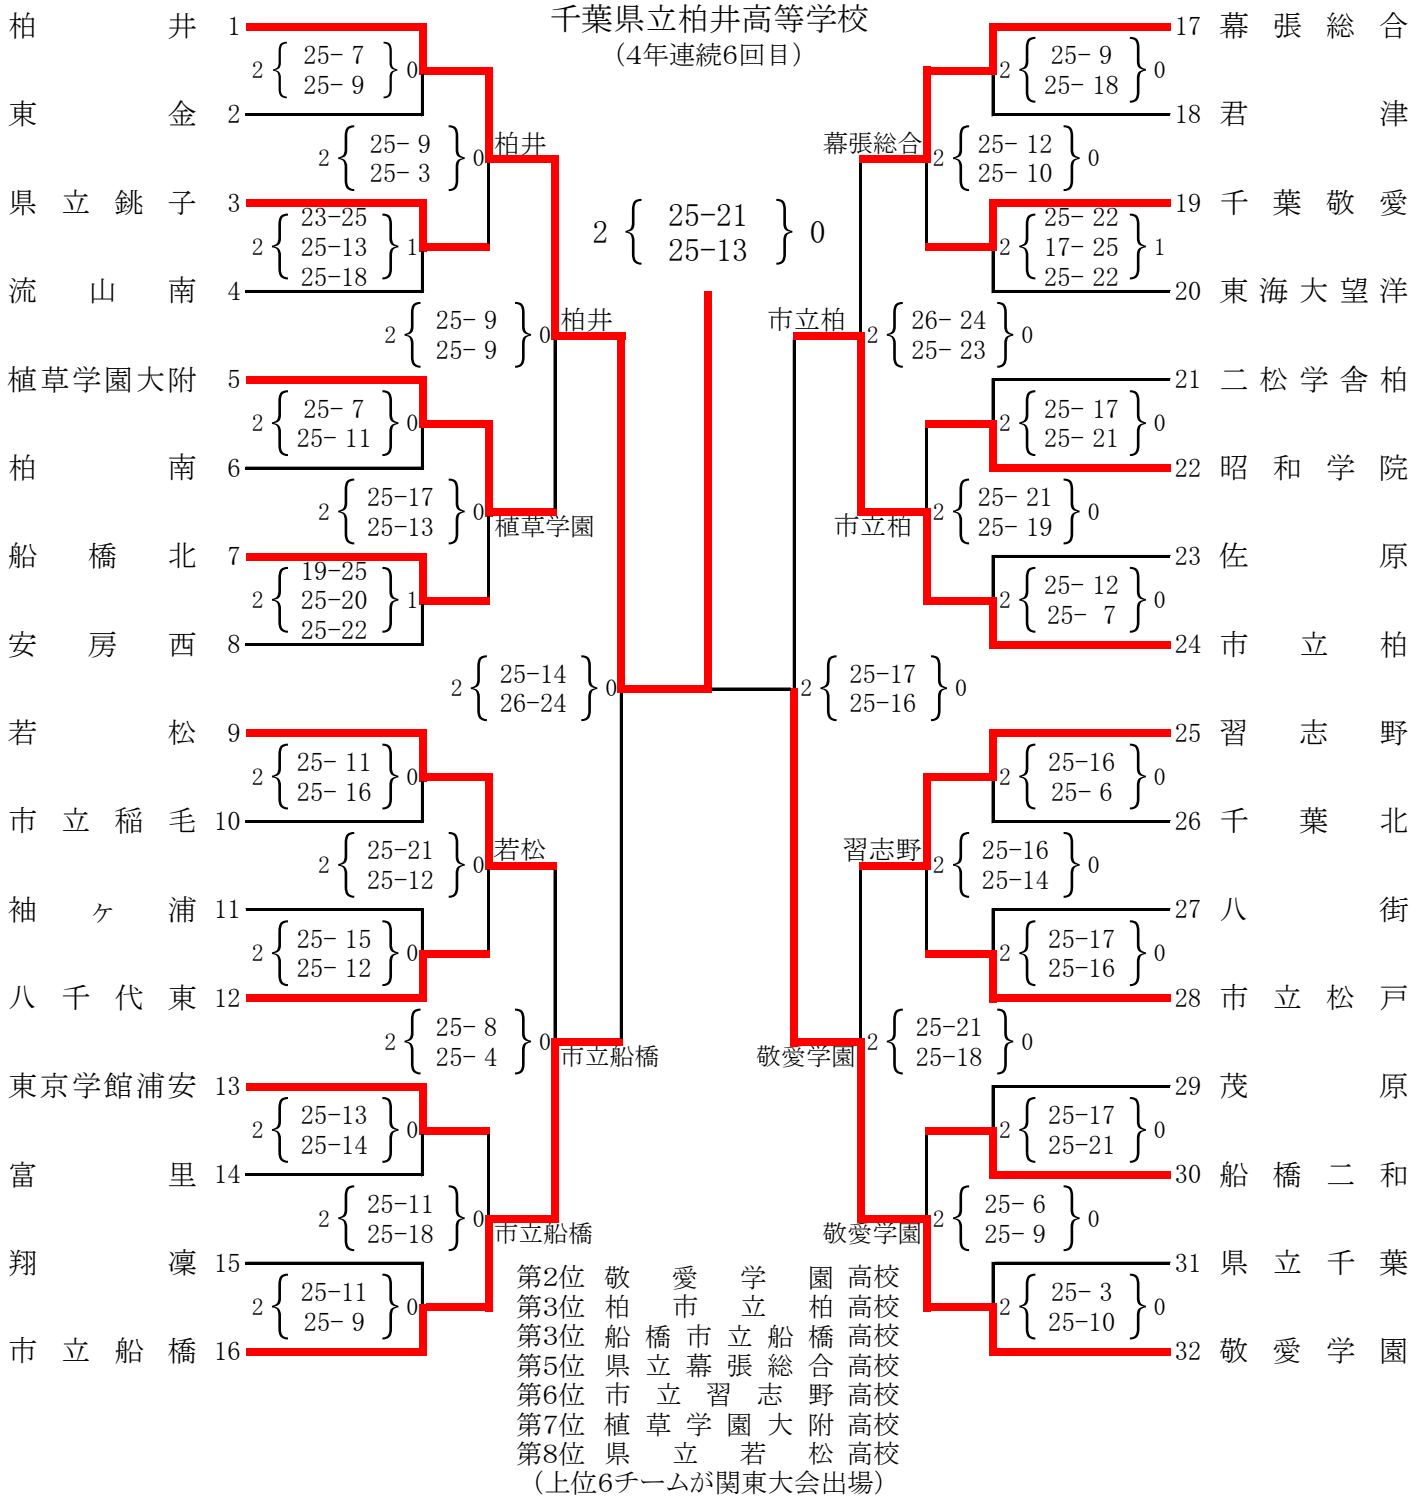 千葉県立柏井高等学校
（4年連続6回目）
2 25-21 0
25-13
柏井 1
2 25- 7 0
25- 9
東金 2
2 25- 9 0 柏井
25- 3
県立銚子 3
2 23-25 1
25-13
25-18
流山南 4
2 25- 9 0 柏井
25- 9
植草学園大附 5
2 25- 7 0
25- 11
柏南 6
2 25-17 0 植草学園
25-13
船橋北 7
2 19-25 1
25-20
25-22
安房西 8
2 25-14 0
26-24
若松 9
2 25- 11 0
25- 16
市立稲毛 10
2 25-21 0 若松
25-12
袖ヶ浦 11
2 25- 15 0
25- 12
八千代東 12
2 25- 8 0 市立船橋
25- 4
東京学館浦安 13
2 25-13 0
25-14
富里 14
2 25-11 0 市立船橋
25-18
翔凜 15
2 25-11 0
25- 9
市立船橋 16
17 幕張総合
2 25- 9 0
25- 18
18 君津
幕張総合 2 25- 12 0
25- 10
19 千葉敬愛
2 25- 22 1
17- 25
25- 22
20 東海大望洋
市立柏 2 26- 24 0
25- 23
21 二松学舎柏
2 25- 17 0
25- 21
22 昭和学院
市立柏 2 25- 21 0
25- 19
23 佐原
2 25- 12 0
25- 7
24 市立柏
2 25-17 0
25-16
25 習志野
2 25-16 0
25- 6
26 千葉北
習志野 2 25-16 0
25-14
27 八街
2 25-17 0
25-16
28 市立松戸
敬愛学園 2 25-21 0
25-18
29 茂原
2 25-17 0
25-21
30 船橋二和
敬愛学園 2 25- 6 0
25- 9
31 県立千葉
2 25- 3 0
25-10
32 敬愛学園
第2位 敬愛学園 高校
第3位 柏市立柏 高校
第3位 船橋市立船橋 高校
第5位 県立幕張総合 高校
第6位 市立習志野 高校
第7位 植草学園大附 高校
第8位 県立若松 高校
（上位6チームが関東大会出場）